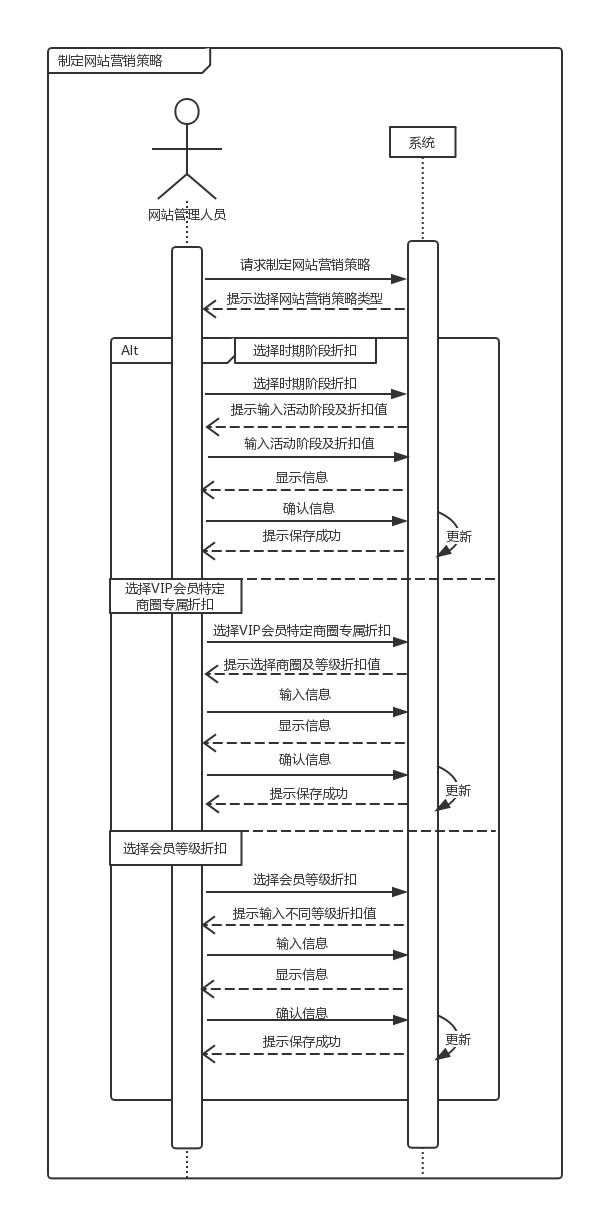 制定网站营销策略
系统
网站管理人员
请求制定网站营销策略
提示选择网站营销策略类型
Alt
选择时期阶段折扣
选择时期阶段折扣
提示输入活动阶段及折扣值
输入活动阶段及折扣值
显示信息
确认信息
提示保存成功
更新
选择VIP会员特定
商圈专属折扣
选择VIP会员特定商圈专属折扣
提示选择商圈及等级折扣值
输入信息
显示信息
确认信息
提示保存成功
更新
选择会员等级折扣
选择会员等级折扣
提示输入不同等级折扣值
输入信息
显示信息
确认信息
提示保存成功
更新